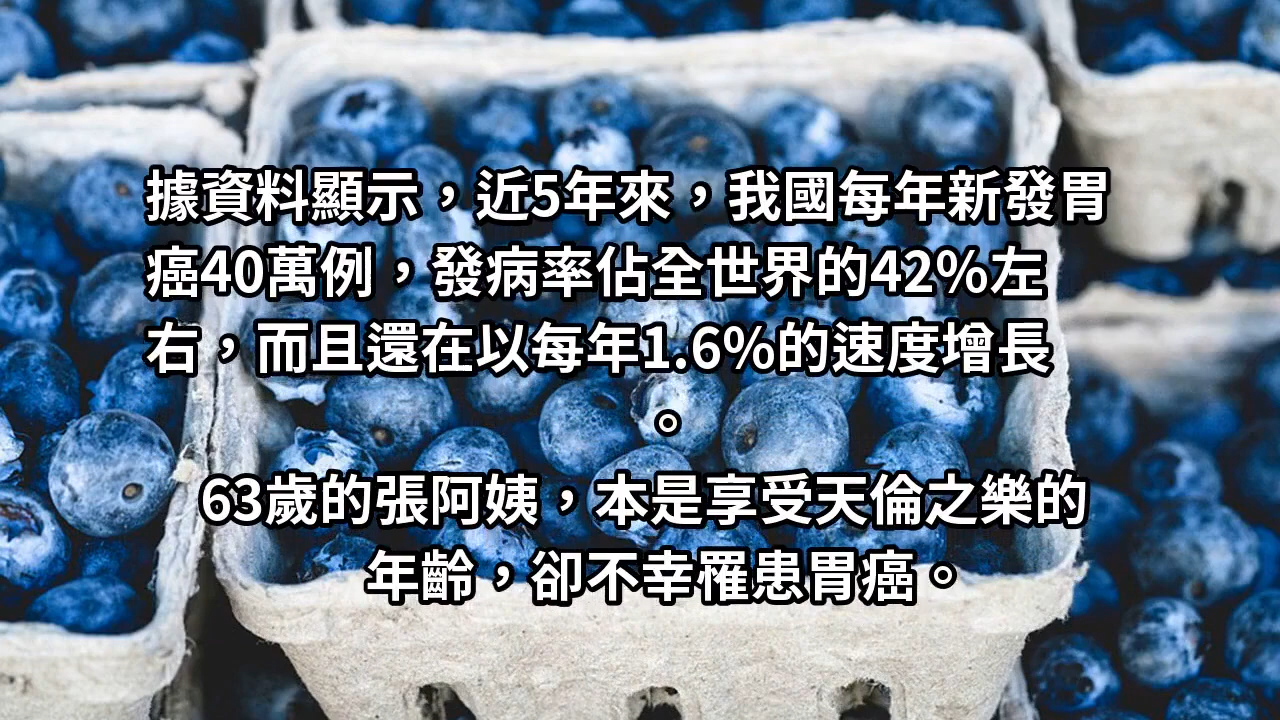 據資料顯示，近5年來，我國每年新發胃
癌40萬例，發病率佔全世界的42%左
右，而且還在以每年1.6%的速度增長
。
63歲的張阿姨，本是享受天倫之樂的
年齡，卻不幸罹患胃癌。